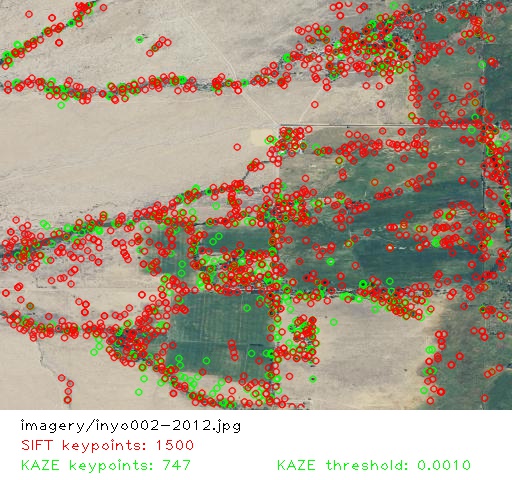 imagery/inyo002-2012.jpg
SIFT keypoints: 1500
KAZE keypoints: 747 KAZE threshold: 0.0010